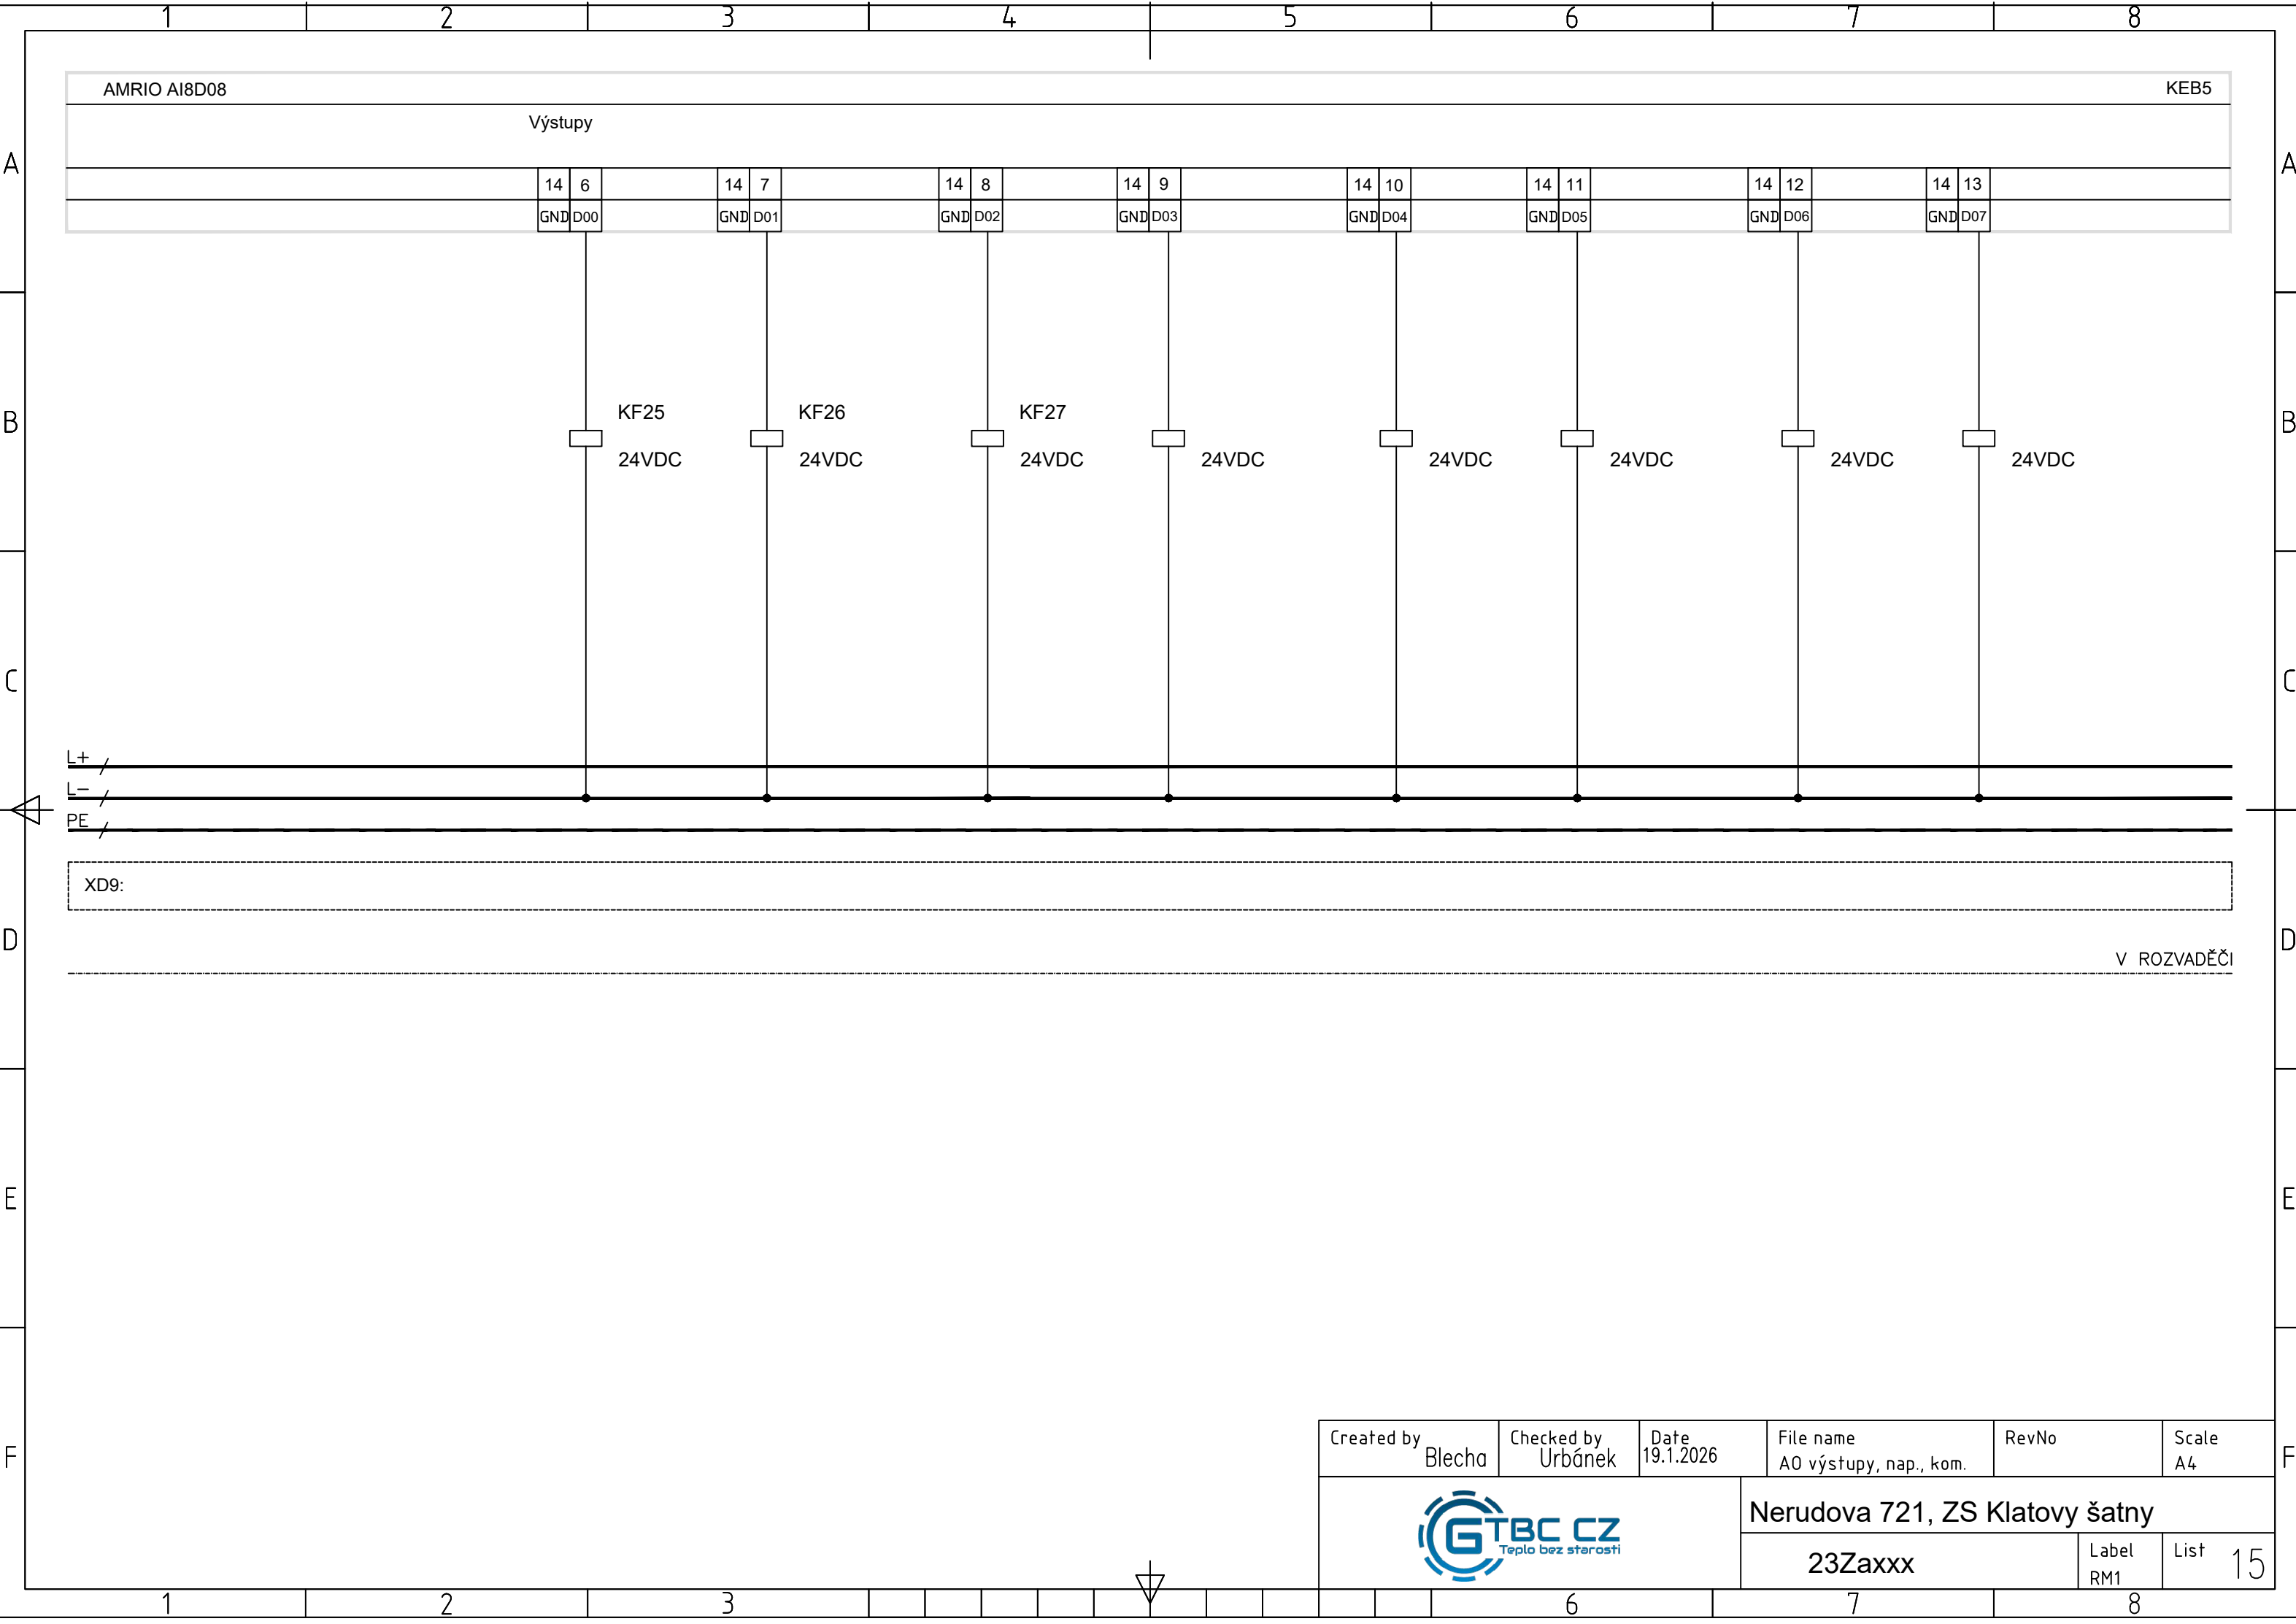 1 2 3 4 5 6 7 8
AMRIO AI8D08 KEB5
Výstupy
A A
14 6 14 7 14 8 14 9 14 10 14 11 14 12 14 13
GND D00 GND D01 GND D02 GND D03 GND D04 GND D05 GND D06 GND D07
KF25 KF26 KF27
B B
24VDC 24VDC 24VDC 24VDC 24VDC 24VDC 24VDC 24VDC
C C
L+
L-
PE
XD9:
D D
V ROZVADĚČI
E E
Created by Checked by Date File name RevNo Scale
Blecha Urbánek 19.1.2026 AO výstupy, nap., kom. A4
F F
GTBC CZ
Teplo bez starosti
Nerudova 721, ZS Klatovy šatny
23Zaxxx Label List 15
RM1
1 2 3 6 7 8